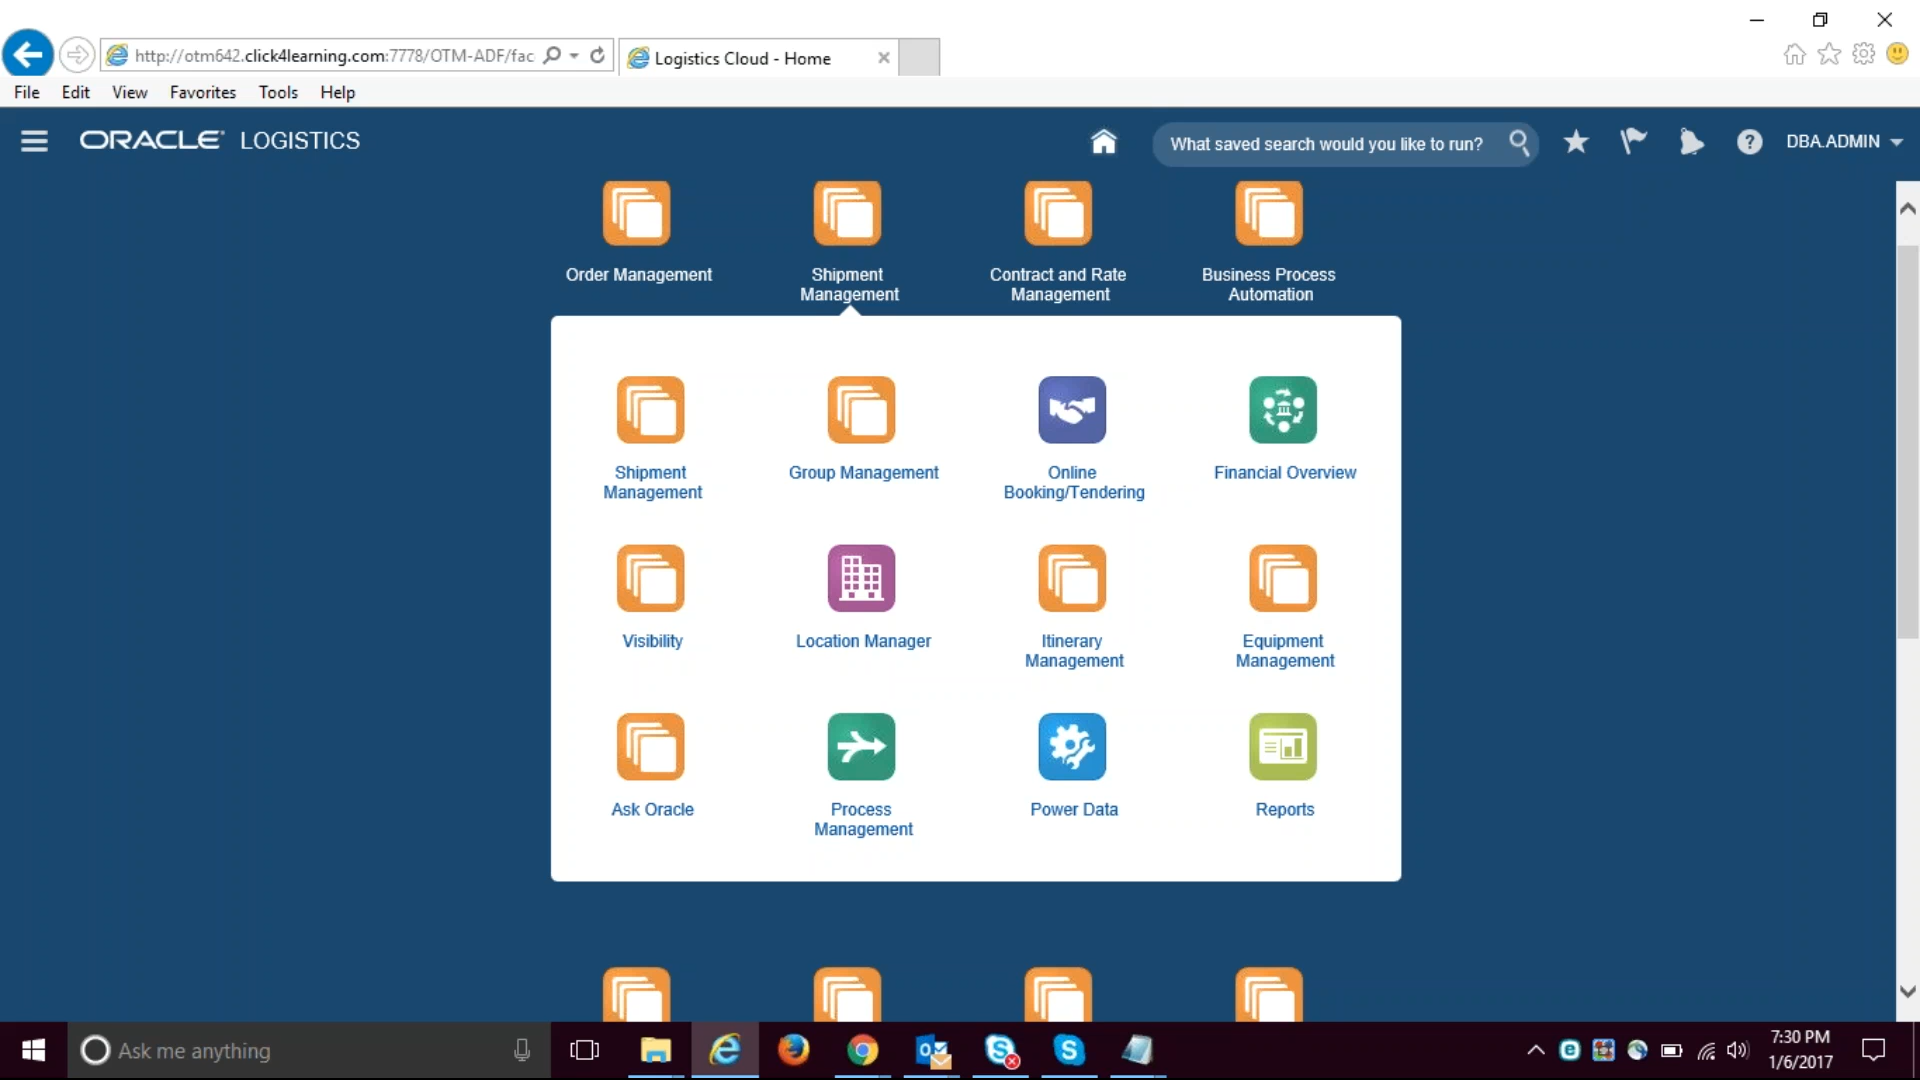 http://otm642.click4learning.com:7778/OTM-ADF/fac
Logistics Cloud - Home
File Edit View Favorites Tools Help
ORACLE LOGISTICS
What saved search would you like to run?
DBA.ADMIN
Order Management
Shipment
Management
Contract and Rate
Management
Business Process
Automation
Shipment
Management
Group Management
Online
Booking/Tendering
Financial Overview
Visibility
Location Manager
Itinerary
Management
Equipment
Management
Ask Oracle
Process
Management
Power Data
Reports
Ask me anything
7:30 PM
1/6/2017